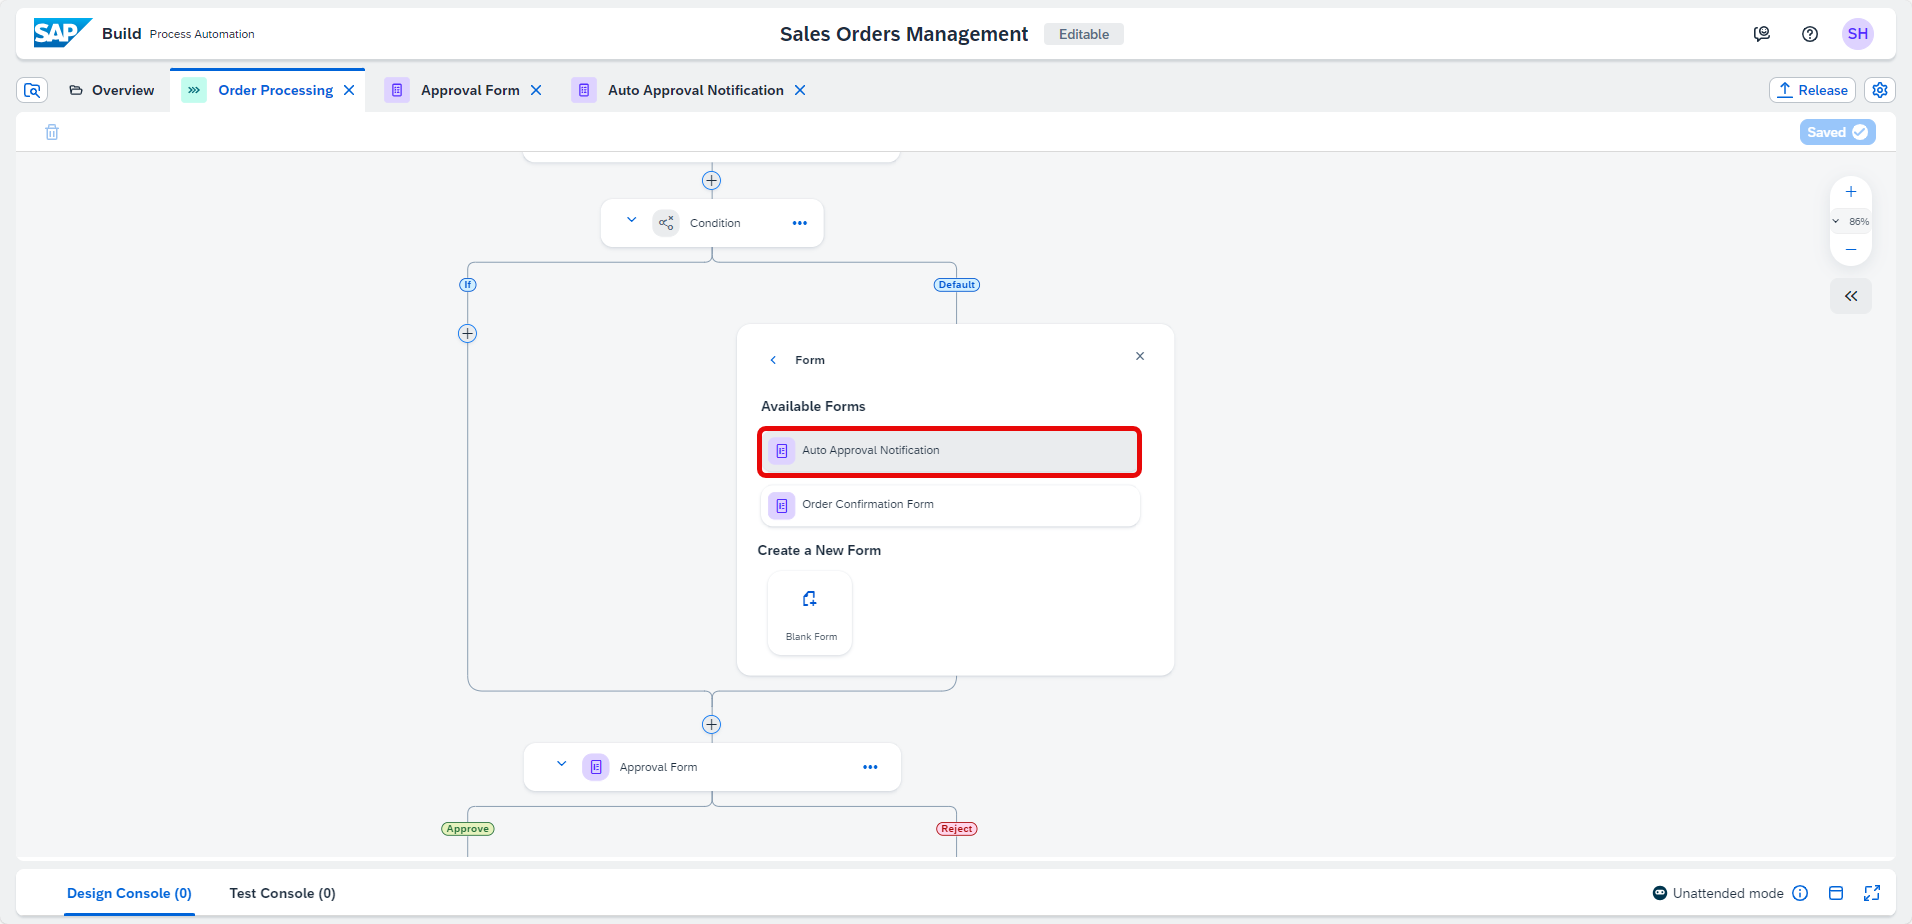 SAP Build Process Automation
Sales Orders Management Editable
SH
Overview
Order Processing
Approval Form
Auto Approval Notification
Release
Saved
Condition
86%
If
Default
Form
Available Forms
Auto Approval Notification
Order Confirmation Form
Create a New Form
Blank Form
Approval Form
Approve
Reject
Design Console (0)
Test Console (0)
Unattended mode